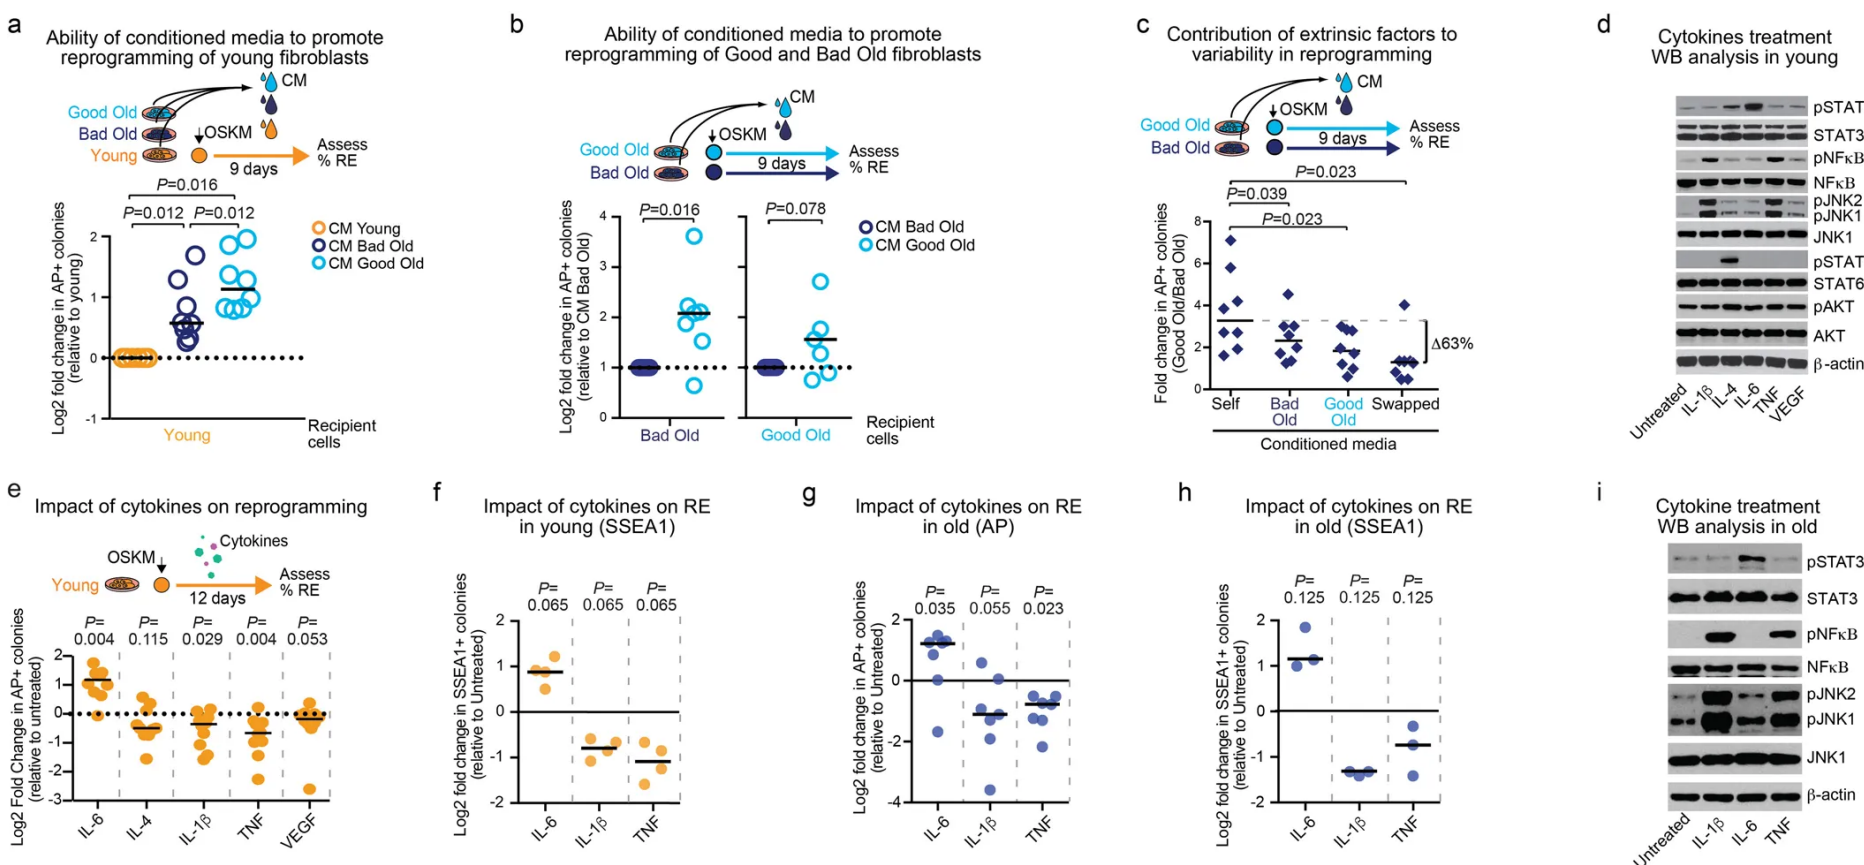 a
Ability of conditioned media to promote
reprogramming of young fibroblasts
CM
Good Old
Bad Old
Young
OSKM
9 days
Assess
% RE
P=0.016
P=0.012
P=0.012
Log2 fold change in AP+ colonies
(relative to young)
2
1
0
-1
CM Young
CM Bad Old
CM Good Old
Young
Recipient
cells
b
Ability of conditioned media to promote
reprogramming of Good and Bad Old fibroblasts
CM
OSKM
Good Old
Bad Old
9 days
Assess
% RE
P=0.016
P=0.078
Log2 fold change in AP+ colonies
(relative to CM Bad Old)
4
3
2
1
0
CM Bad Old
CM Good Old
Bad Old
Good Old
Recipient
cells
c
Contribution of extrinsic factors to
variability in reprogramming
CM
OSKM
Good Old
Bad Old
9 days
Assess
% RE
P=0.023
P=0.039
P=0.023
Fold change in AP+ colonies
(Good Old/Bad Old)
8
6
4
2
0
Δ63%
Self
Bad
Old
Good
Old
Swapped
Conditioned media
d
Cytokines treatment
WB analysis in young
pSTAT
STAT3
pNFκB
NFκB
pJNK2
pJNK1
JNK1
pSTAT
STAT6
pAKT
AKT
β-actin
Untreated
IL-1β
IL-4
IL-6
TNF
VEGF
e
Impact of cytokines on reprogramming
Cytokines
OSKM
Young
12 days
Assess
% RE
P=
0.004
P=
0.115
P=
0.029
P=
0.004
P=
0.053
Log2 Fold Change in AP+ colonies
(relative to untreated)
2
1
0
-1
-2
-3
IL-6
IL-4
IL-1β
TNF
VEGF
f
Impact of cytokines on RE
in young (SSEA1)
P=
0.065
P=
0.065
P=
0.065
Log2 fold Change in SSEA1+ colonies
(relative to Untreated)
2
1
0
-1
-2
IL-6
IL-1β
TNF
g
Impact of cytokines on RE
in old (AP)
P=
0.035
P=
0.055
P=
0.023
Log2 fold change in AP+ colonies
(relative to Untreated)
2
0
-2
-4
IL-6
IL-1β
TNF
h
Impact of cytokines on RE
in old (SSEA1)
P=
0.125
P=
0.125
P=
0.125
Log2 fold change in SSEA1+ colonies
(relative to Untreated)
2
1
0
-1
-2
IL-6
IL-1β
TNF
i
Cytokine treatment
WB analysis in old
pSTAT3
STAT3
pNFκB
NFκB
pJNK2
pJNK1
JNK1
β-actin
Untreated
IL-1β
IL-6
TNF